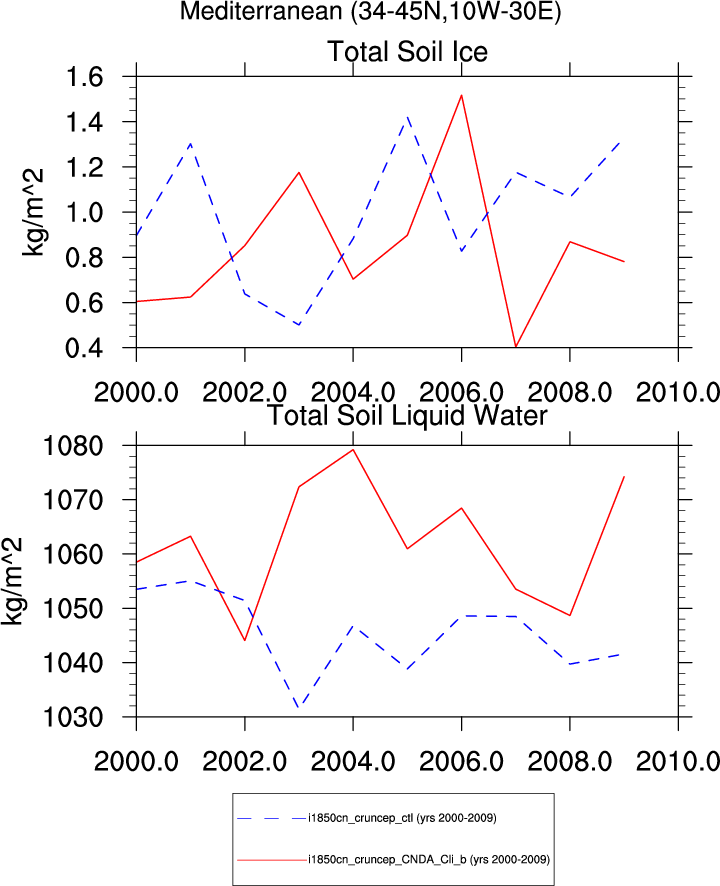 Mediterranean (34-45N,10W-30E)
Total Soil Ice
1.6
1.4
1.2
1.0
0.8
0.6
0.4
kg/m^2
2000.0 2002.0 2004.0 2006.0 2008.0 2010.0
Total Soil Liquid Water
1080
1070
1060
1050
1040
1030
kg/m^2
2000.0 2002.0 2004.0 2006.0 2008.0 2010.0
i1850cn_cruncep_ctl (yrs 2000-2009)
i1850cn_cruncep_CNDA_Cli_b (yrs 2000-2009)